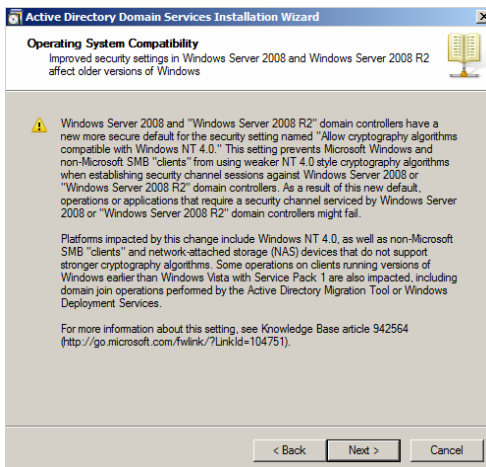 Active Directory Domain Services Installation Wizard
Operating System Compatibility
Improved security settings in Windows Server 2008 and Windows Server 2008 R2
affect older versions of Windows
Windows Server 2008 and "Windows Server 2008 R2" domain controllers have a
new more secure default for the security setting named "Allow cryptography algorithms
compatible with Windows NT 4.0." This setting prevents Microsoft Windows and
non-Microsoft SMB "clients" from using weaker NT 4.0 style cryptography algorithms
when establishing security channel sessions against Windows Server 2008 or
"Windows Server 2008 R2" domain controllers. As a result of this new default,
operations or applications that require a security channel serviced by Windows Server
2008 or "Windows Server 2008 R2" domain controllers might fail.
Platforms impacted by this change include Windows NT 4.0, as well as non-Microsoft
SMB "clients" and network-attached storage (NAS) devices that do not support
stronger cryptography algorithms. Some operations on clients running versions of
Windows earlier than Windows Vista with Service Pack 1 are also impacted, including
domain join operations performed by the Active Directory Migration Tool or Windows
Deployment Services.
For more information about this setting, see Knowledge Base article 942564
(http://go.microsoft.com/fwlink/?LinkId=104751).
< Back Next > Cancel